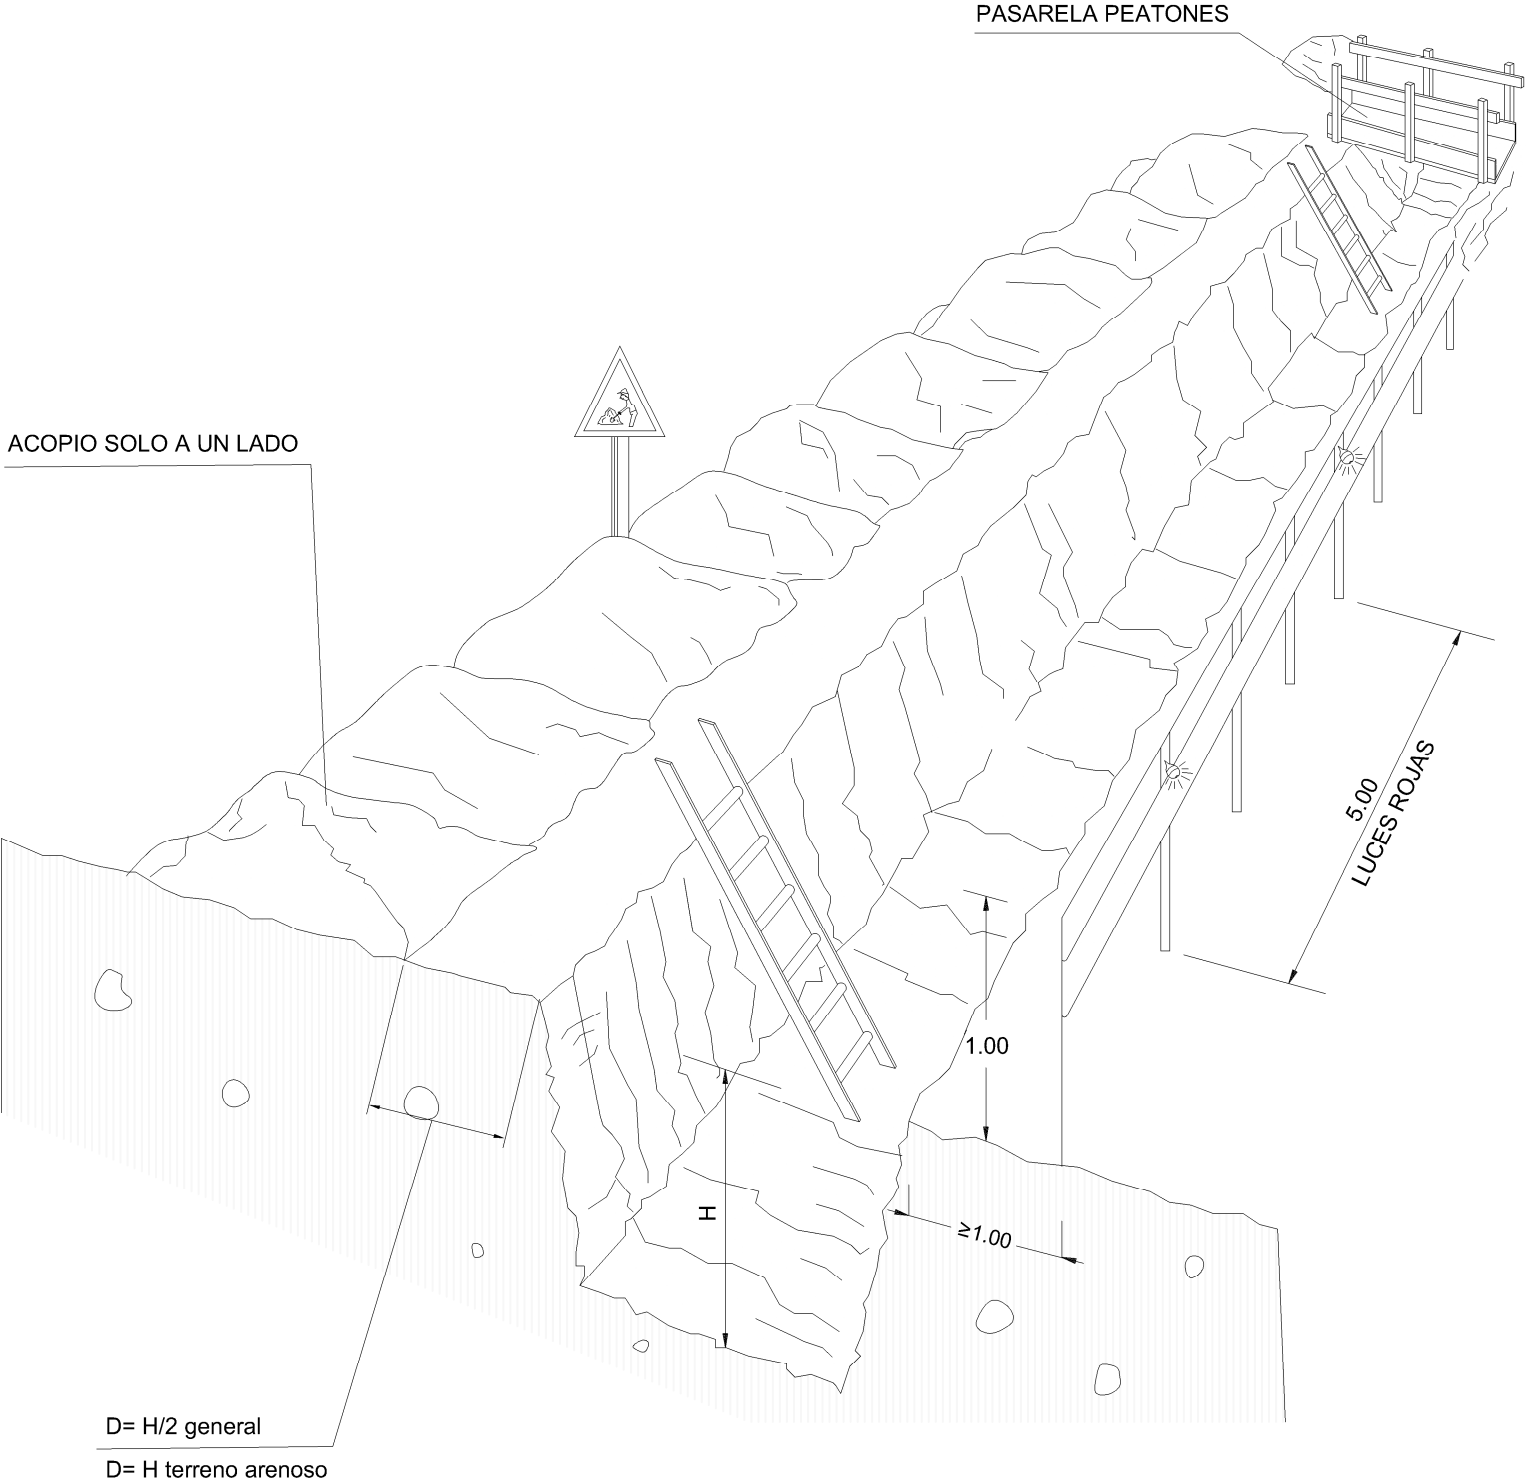 PASARELA PEATONES
ACOPIO SOLO A UN LADO
5.00
LUCES ROJAS
1.00
H
≥1.00
D= H/2 general
D= H terreno arenoso